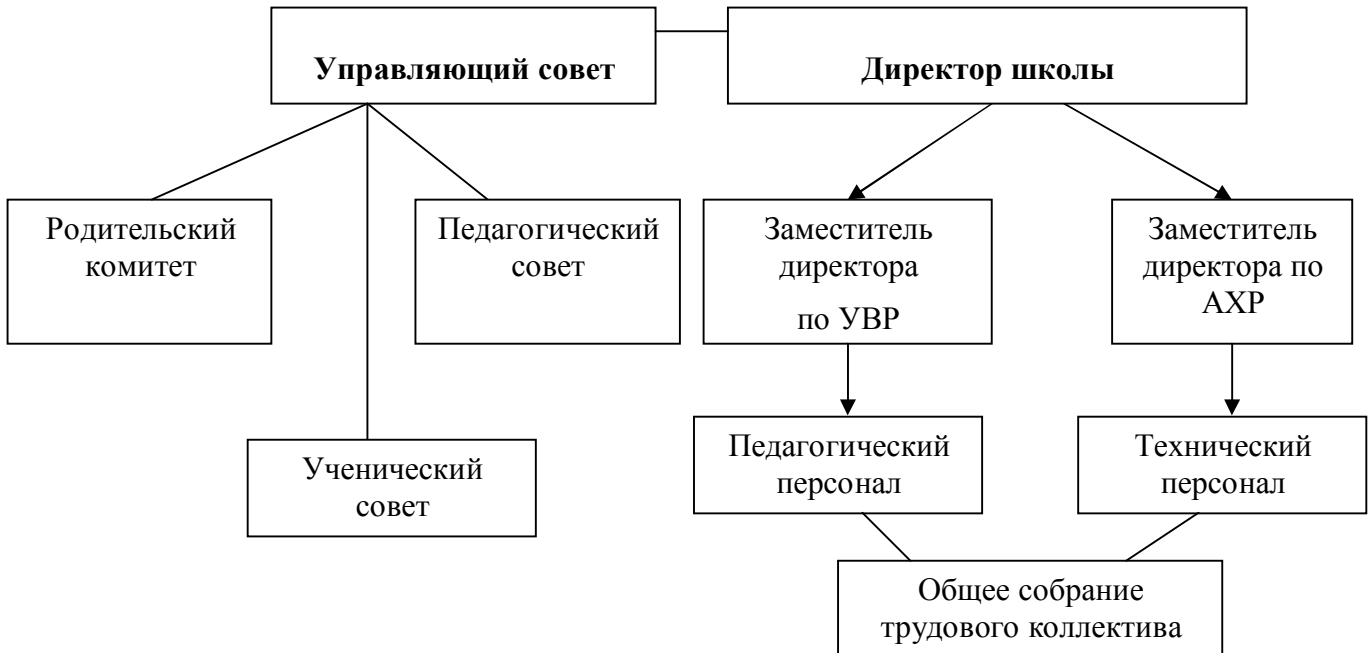 Управляющий совет
Директор школы
Родительский
комитет
Педагогический
совет
Заместитель
директора
по УВР
Заместитель
директора по
АХР
Ученический
совет
Педагогический
персонал
Технический
персонал
Общее собрание
трудового коллектива